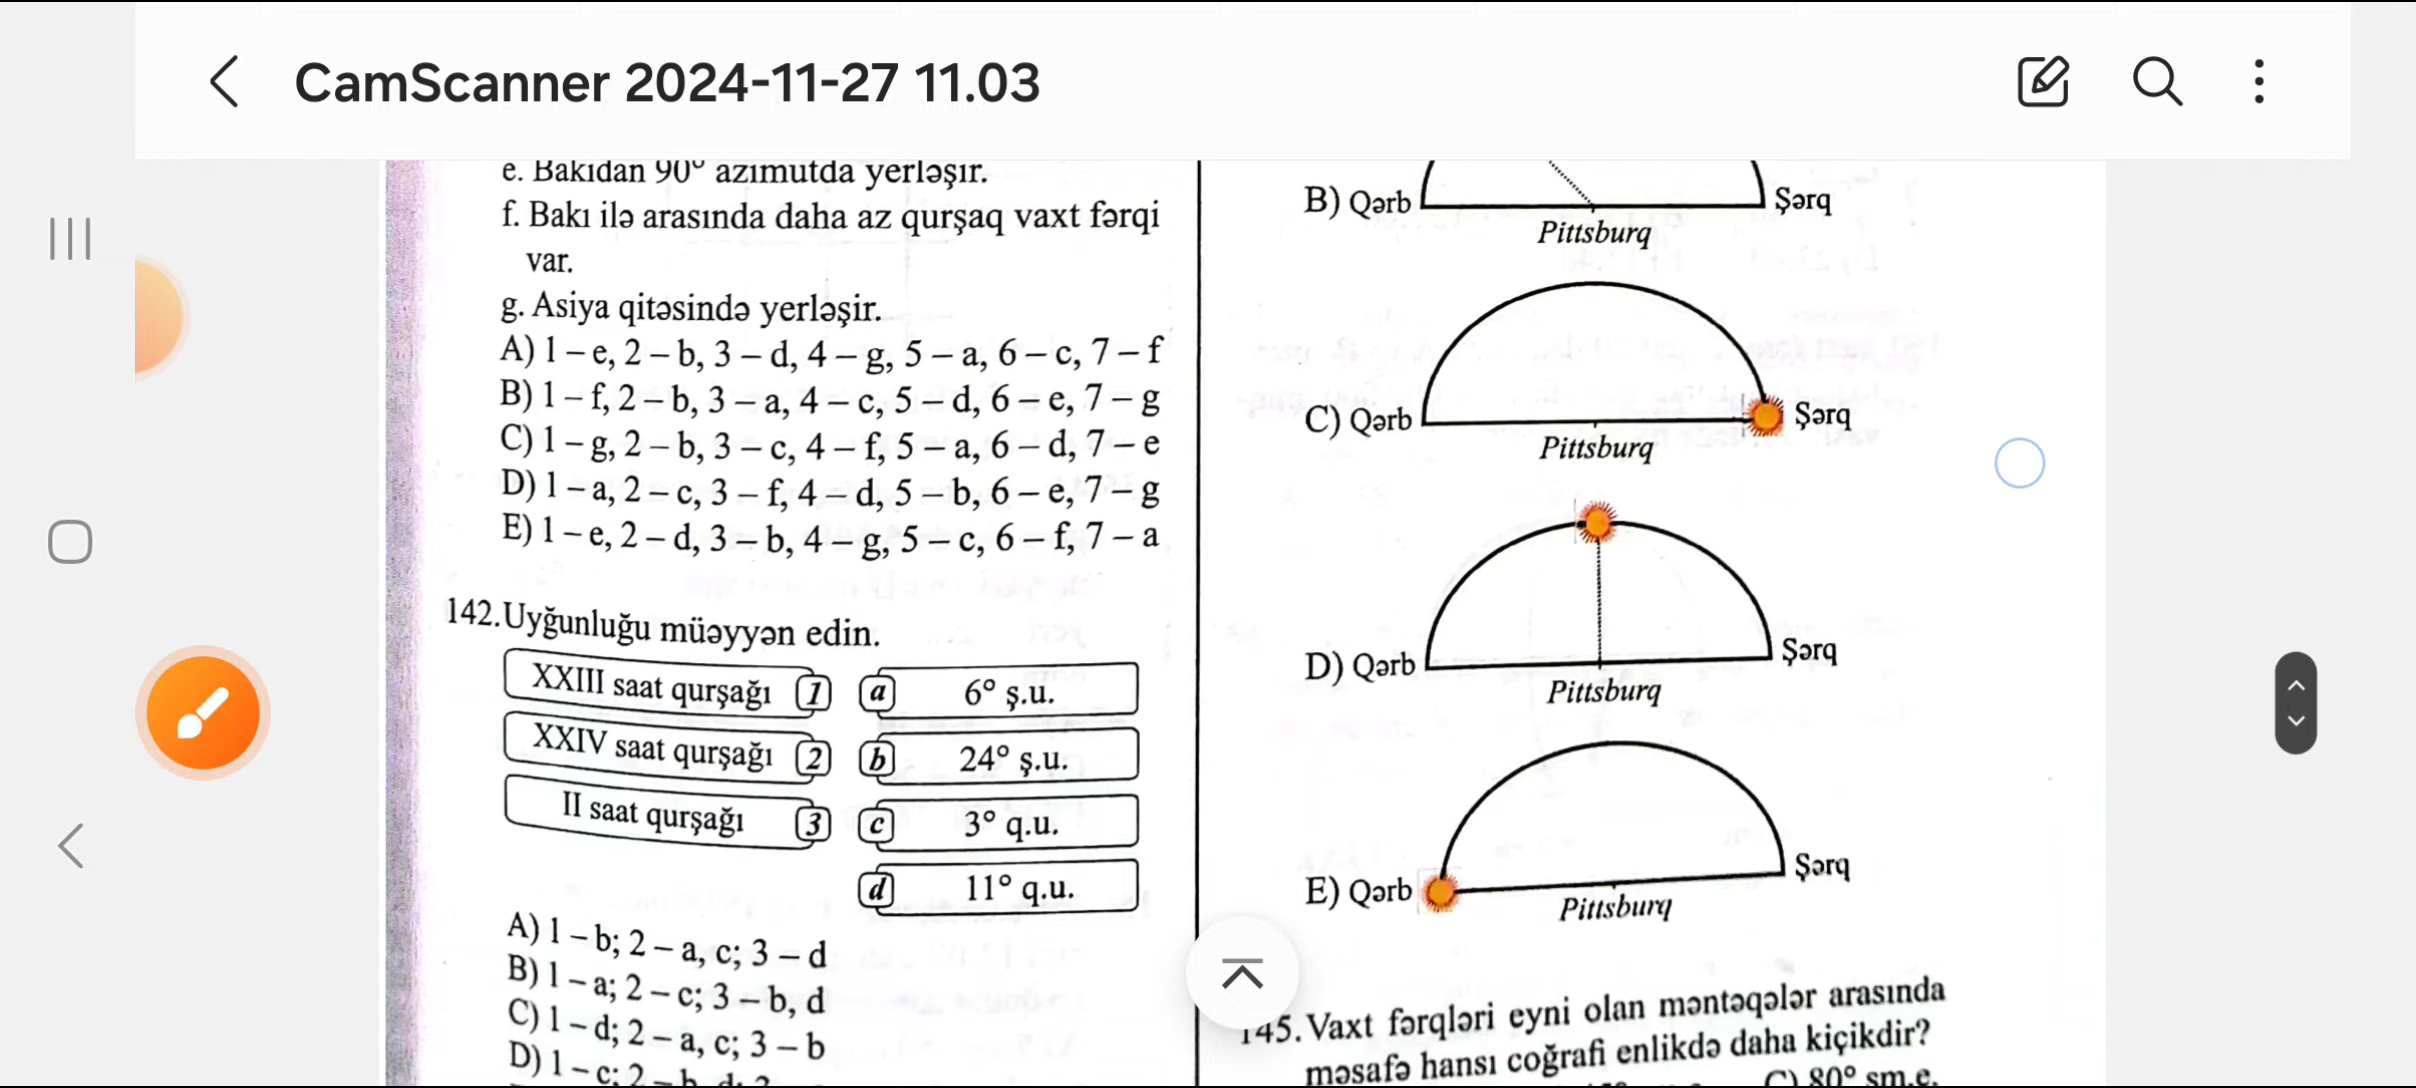 CamScanner 2024-11-27 11.03
e. Bakıdan 90° azimutda yerləşir.
f. Bakı ilə arasında daha az qurşaq vaxt fərqi
var.
g. Asiya qitəsində yerləşir.
A) 1 – e, 2 – b, 3 – d, 4 – g, 5 – a, 6 – c, 7 – f
B) 1 – f, 2 – b, 3 – a, 4 – c, 5 – d, 6 – e, 7 – g
C) 1 – g, 2 – b, 3 – c, 4 – f, 5 – a, 6 – d, 7 – e
D) 1 – a, 2 – c, 3 – f, 4 – d, 5 – b, 6 – e, 7 – g
E) 1 – e, 2 – d, 3 – b, 4 – g, 5 – c, 6 – f, 7 – a
142.Uyğunluğu müəyyən edin.
XXIII saat qurşağı 1 a 6° ş.u.
XXIV saat qurşağı 2 b 24° ş.u.
II saat qurşağı 3 c 3° q.u.
d 11° q.u.
A) 1 – b; 2 – a, c; 3 – d
B) 1 – a; 2 – c; 3 – b, d
C) 1 – d; 2 – a, c; 3 – b
D) 1 – c; 2 – b, d;
B) Qərb Şərq
Pittsburq
C) Qərb Şərq
Pittsburq
D) Qərb Şərq
Pittsburq
E) Qərb Şərq
Pittsburq
145. Vaxt fərqləri eyni olan məntəqələr arasında
məsafə hansı coğrafi enlikdə daha kiçikdir?
C) 80° şm.e.